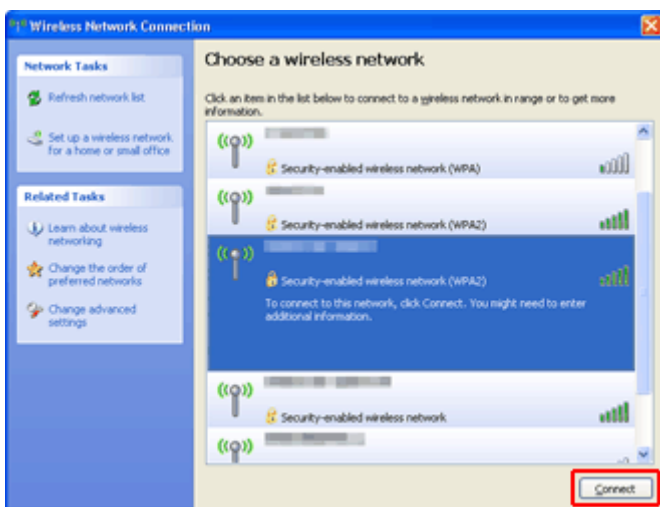 Wireless Network Connection
Network Tasks
Refresh network list
Set up a wireless network
for a home or small office
Related Tasks
Learn about wireless
networking
Change the order of
preferred networks
Change advanced
settings
Choose a wireless network
Click an item in the list below to connect to a wireless network in range or to get more
information.
Security-enabled wireless network (WPA)
Security-enabled wireless network (WPA2)
Security-enabled wireless network (WPA2)
To connect to this network, click Connect. You might need to enter
additional information.
Security-enabled wireless network
Connect